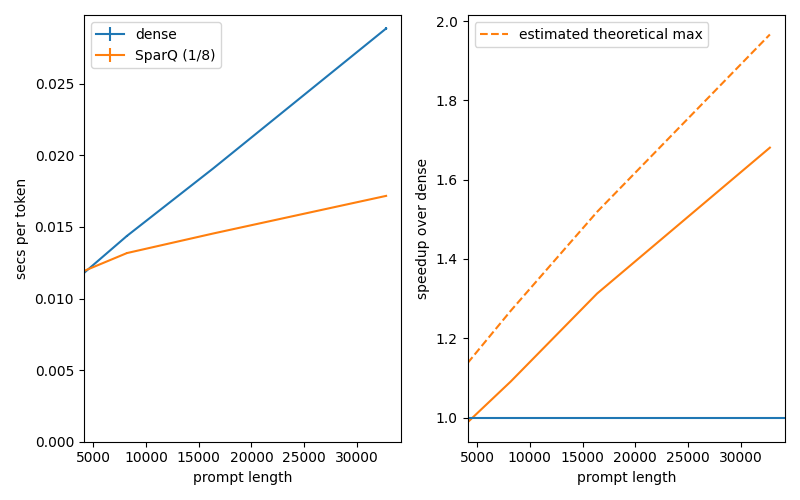 dense
SparQ (1/8)
secs per token
0.025
0.020
0.015
0.010
0.005
0.000
5000 10000 15000 20000 25000 30000
prompt length
estimated theoretical max
speedup over dense
2.0
1.8
1.6
1.4
1.2
1.0
5000 10000 15000 20000 25000 30000
prompt length